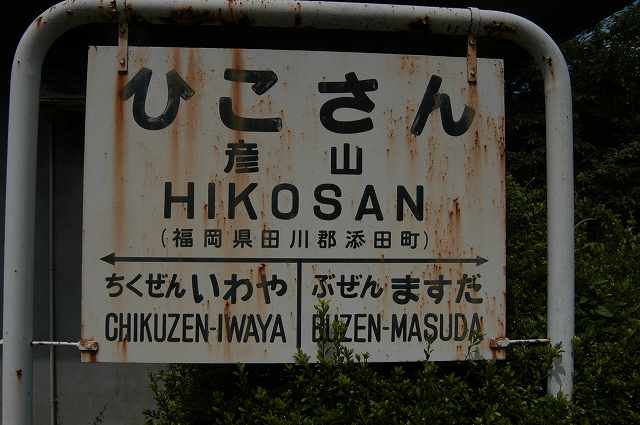 ひこさん
彦山
HIKOSAN
(福岡県田川郡添田町)
ちくぜんいわや ぶぜんますだ
CHIKUZEN-IWAYA BUZEN-MASUDA